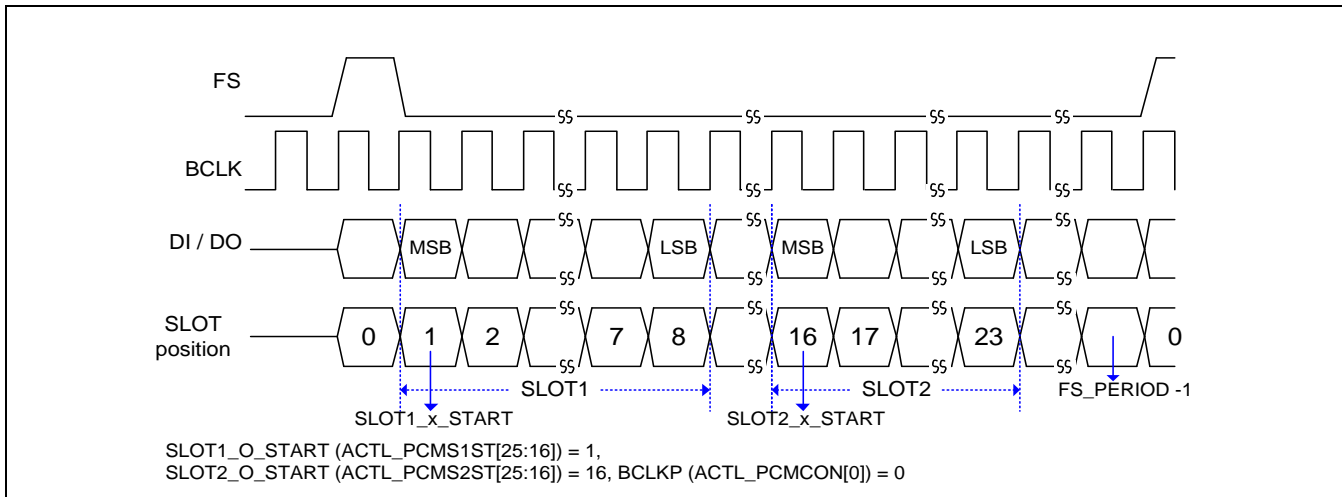 FS
BCLK
DI / DO MSB LSB MSB LSB
SLOT position 0 1 2 7 8 16 17 23 0
SLOT1 SLOT2 FS_PERIOD -1
SLOT1_x_START SLOT2_x_START
SLOT1_O_START (ACTL_PCMS1ST[25:16]) = 1,
SLOT2_O_START (ACTL_PCMS2ST[25:16]) = 16, BCLKP (ACTL_PCMCON[0]) = 0